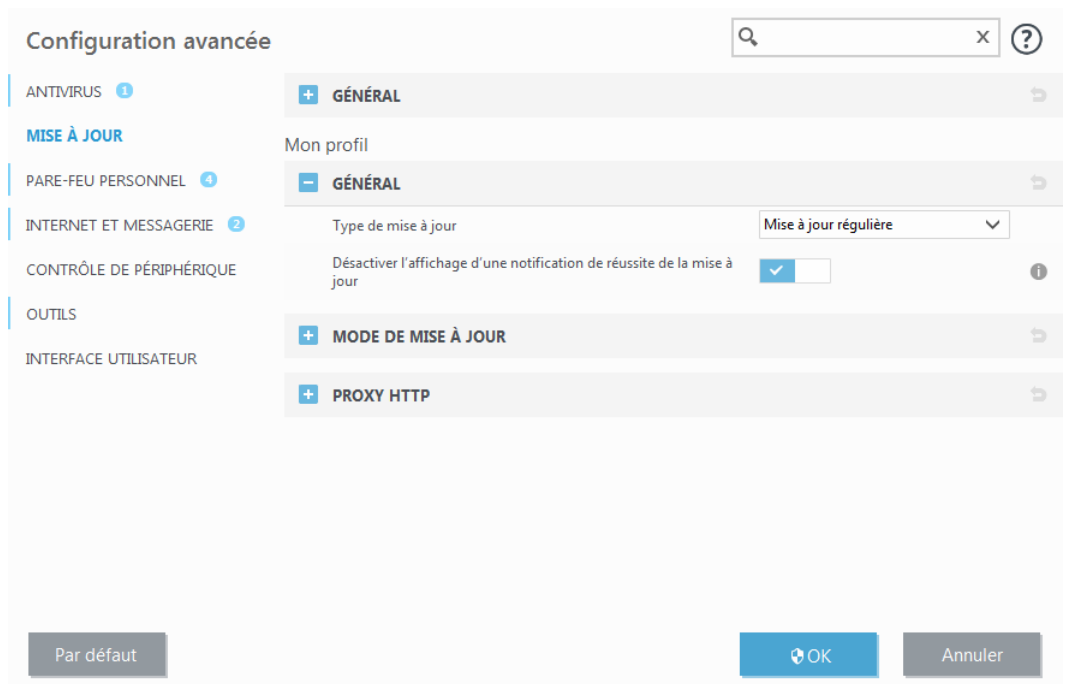 Configuration avancée
X
?
ANTIVIRUS 1
MISE À JOUR
PARE-FEU PERSONNEL 4
INTERNET ET MESSAGERIE 2
CONTRÔLE DE PÉRIPHÉRIQUE
OUTILS
INTERFACE UTILISATEUR
GÉNÉRAL
Mon profil
GÉNÉRAL
Type de mise à jour
Mise à jour régulière
Désactiver l'affichage d'une notification de réussite de la mise à
jour
MODE DE MISE À JOUR
PROXY HTTP
Par défaut
OK
Annuler